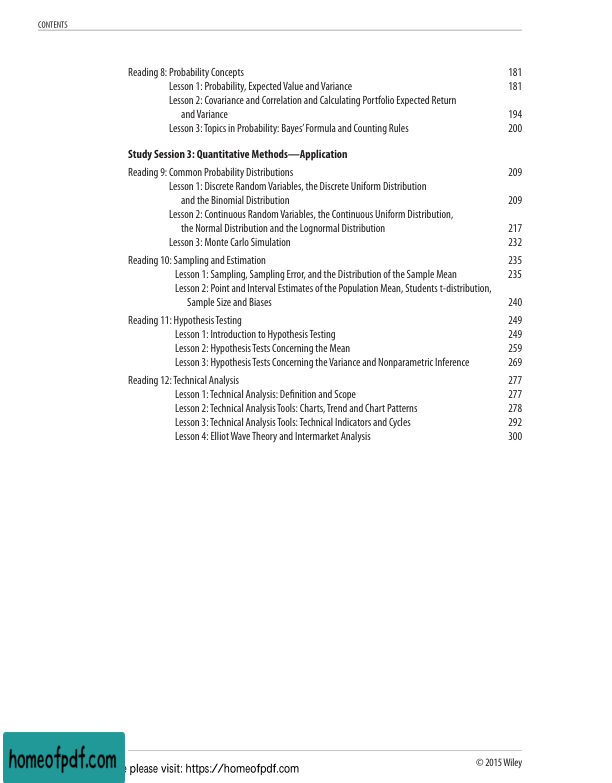 CONTENTS
Reading 8: Probability Concepts 181
Lesson 1: Probability, Expected Value and Variance 181
Lesson 2: Covariance and Correlation and Calculating Portfolio Expected Return
and Variance 194
Lesson 3: Topics in Probability: Bayes' Formula and Counting Rules 200
Study Session 3: Quantitative Methods—Application
Reading 9: Common Probability Distributions 209
Lesson 1: Discrete Random Variables, the Discrete Uniform Distribution
and the Binomial Distribution 209
Lesson 2: Continuous Random Variables, the Continuous Uniform Distribution,
the Normal Distribution and the Lognormal Distribution 217
Lesson 3: Monte Carlo Simulation 232
Reading 10: Sampling and Estimation 235
Lesson 1: Sampling, Sampling Error, and the Distribution of the Sample Mean 235
Lesson 2: Point and Interval Estimates of the Population Mean, Students t-distribution,
Sample Size and Biases 240
Reading 11: Hypothesis Testing 249
Lesson 1: Introduction to Hypothesis Testing 249
Lesson 2: Hypothesis Tests Concerning the Mean 259
Lesson 3: Hypothesis Tests Concerning the Variance and Nonparametric Inference 269
Reading 12: Technical Analysis 277
Lesson 1: Technical Analysis: Definition and Scope 277
Lesson 2: Technical Analysis Tools: Charts, Trend and Chart Patterns 278
Lesson 3: Technical Analysis Tools: Technical Indicators and Cycles 292
Lesson 4: Elliot Wave Theory and Intermarket Analysis 300
homeofpdf.com
please visit: https://homeofpdf.com
© 2015 Wiley